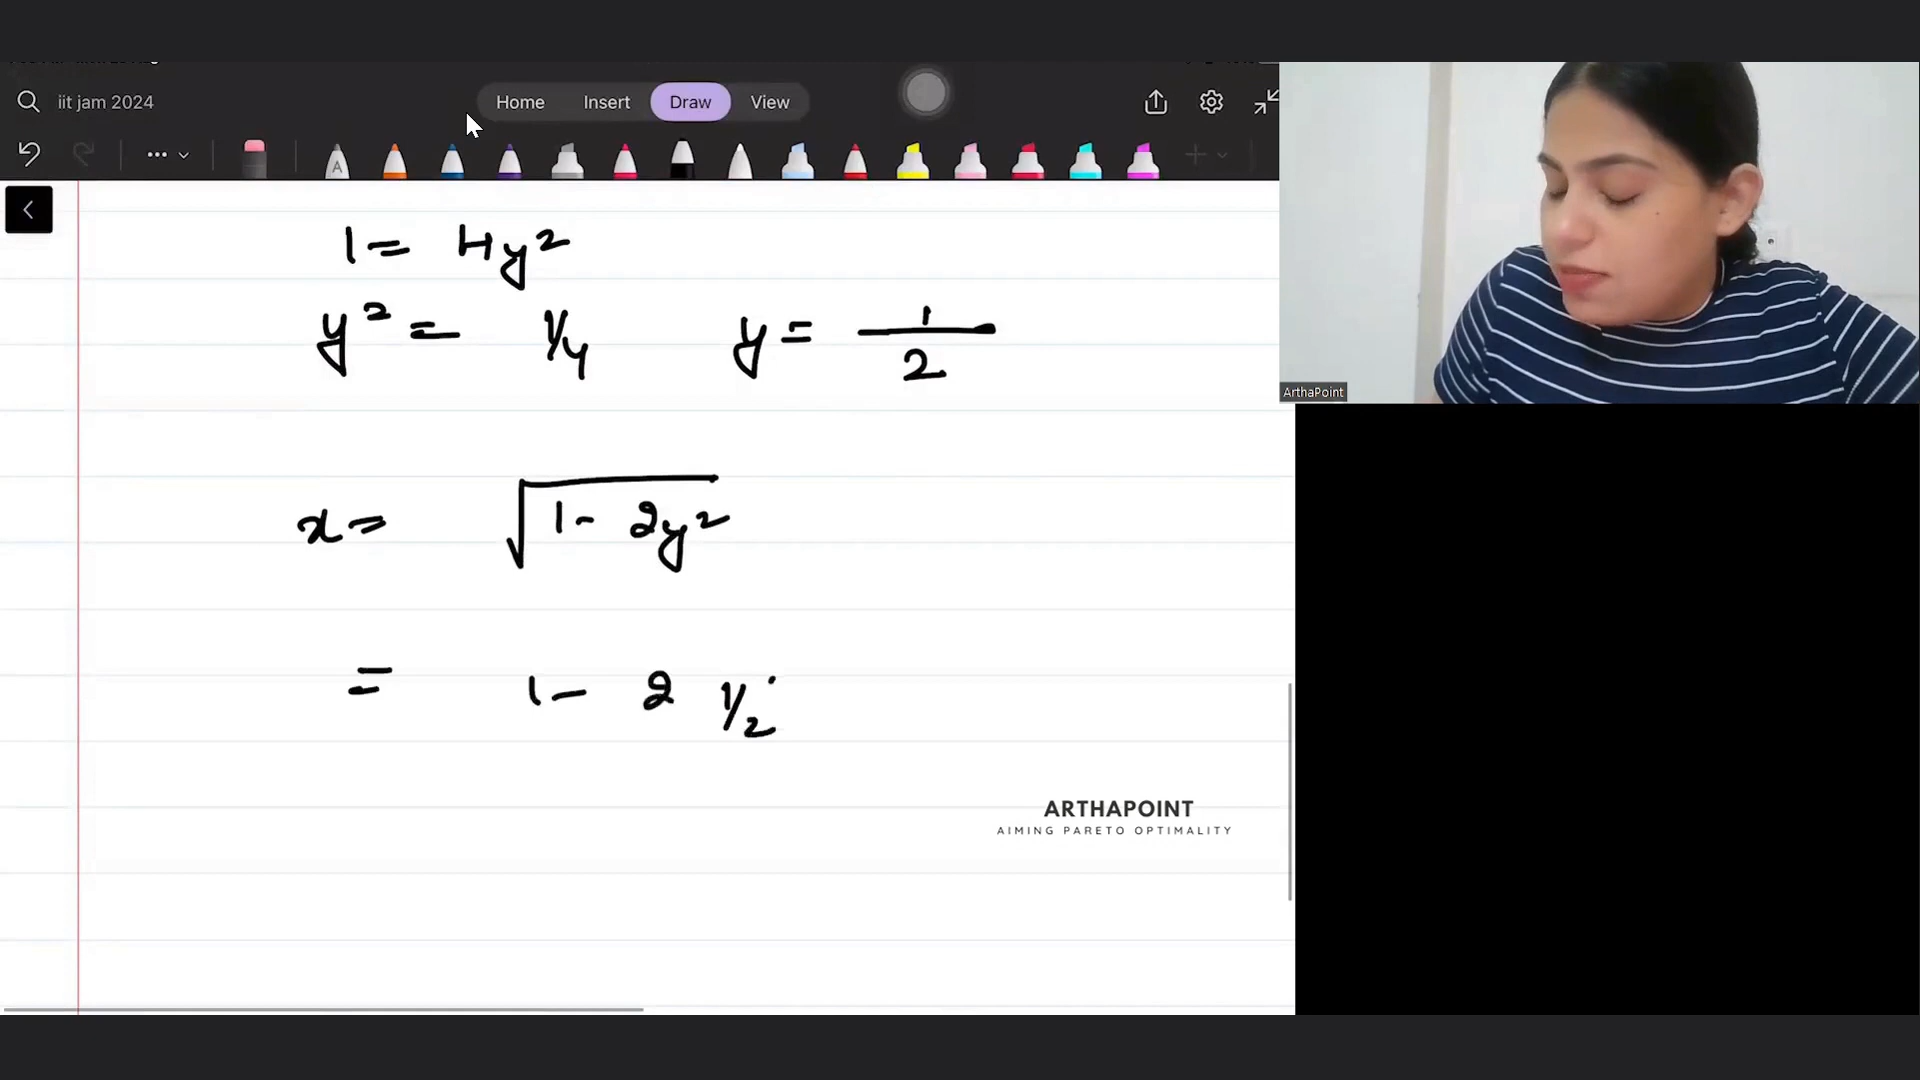 iit jam 2024
Home Insert Draw View
A
1 = 4y²
y² = 1/4 y = 1/2
x = √(1 - 2y²)
= 1 - 2 1/2
ARTHAPOINT
AIMING PARETO OPTIMALITY
ArthaPoint